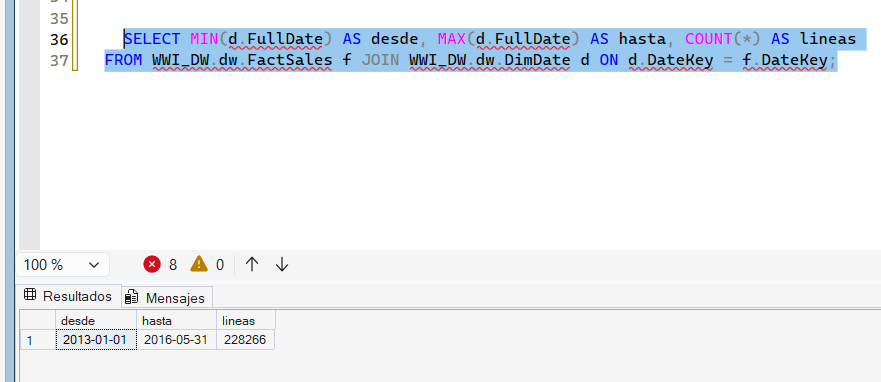 35
36 SELECT MIN(d.FullDate) AS desde, MAX(d.FullDate) AS hasta, COUNT(*) AS lineas
37 FROM WWI_DW.dw.FactSales f JOIN WWI_DW.dw.DimDate d ON d.DateKey = f.DateKey;
100 % 8 0
Resultados Mensajes
desde hasta lineas
1 2013-01-01 2016-05-31 228266